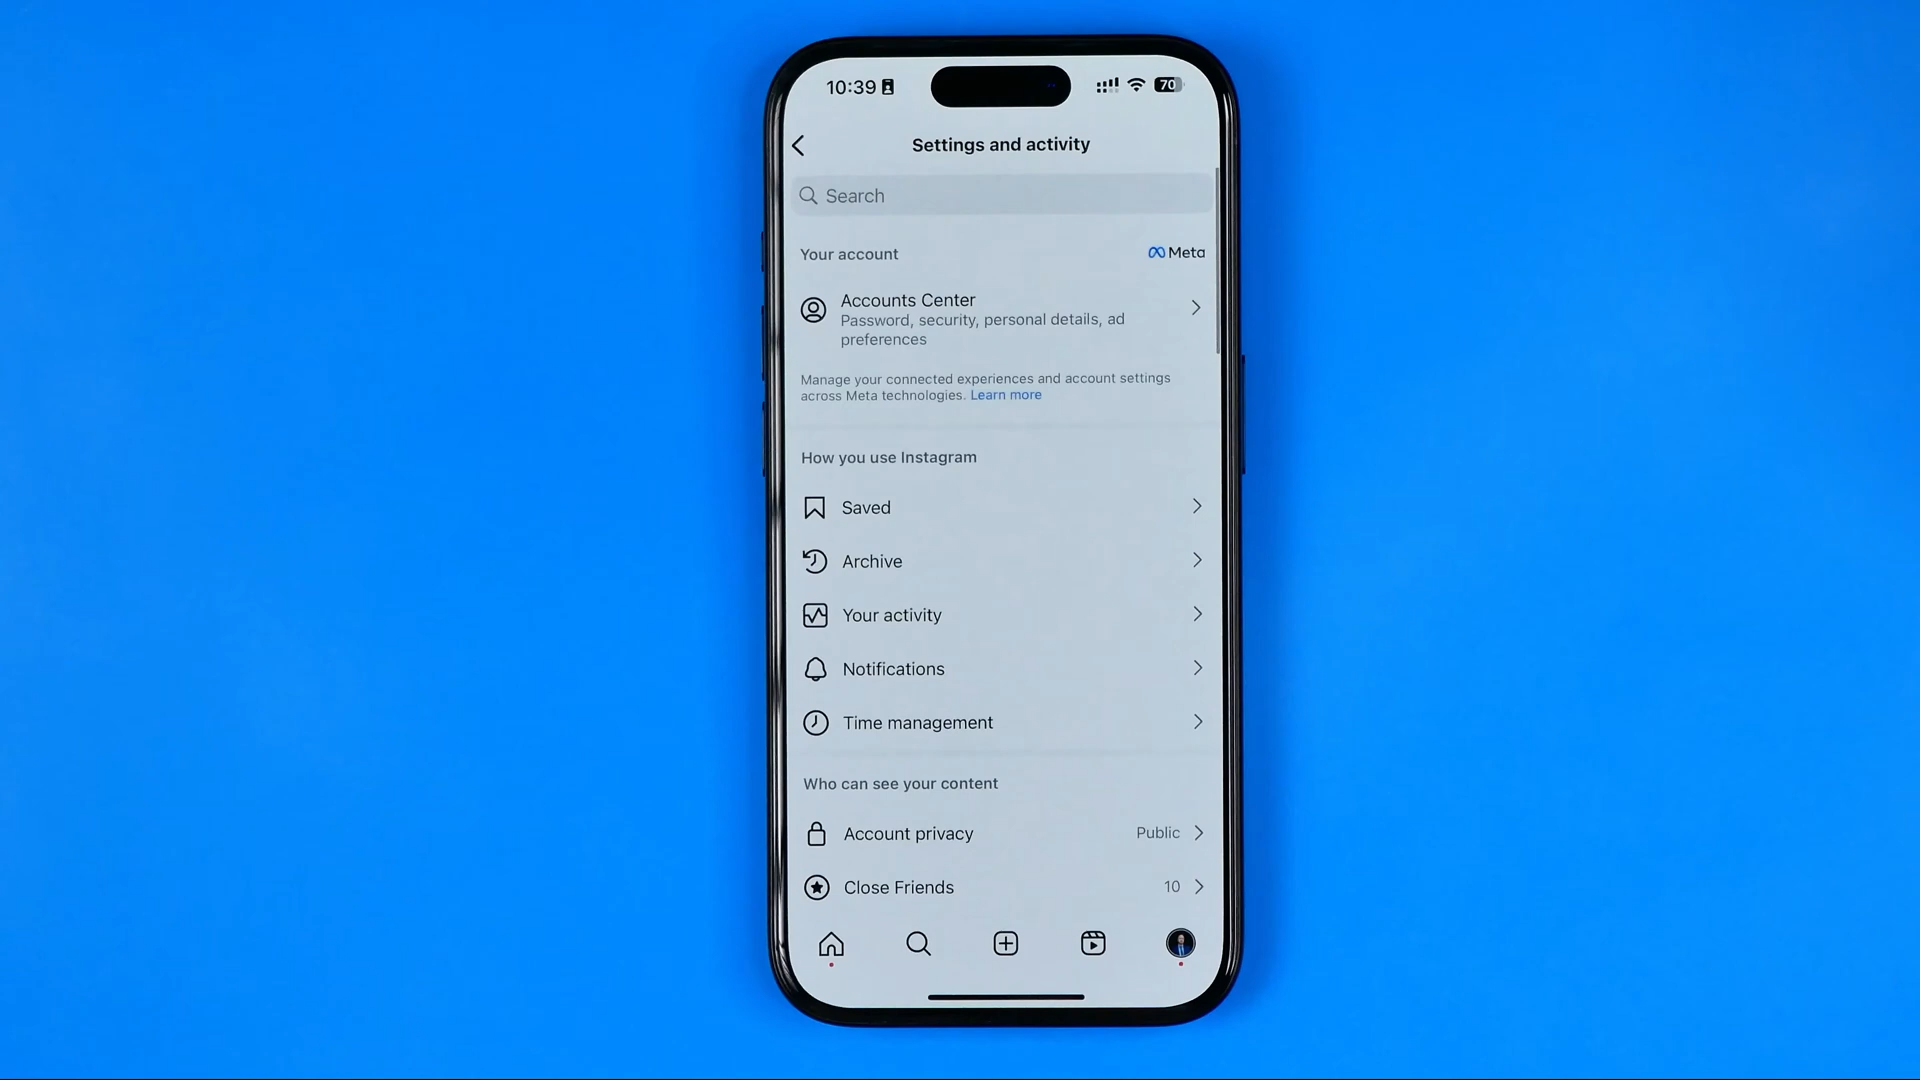 10:39
70
Settings and activity
Search
Your account
Meta
Accounts Center
Password, security, personal details, ad
preferences
Manage your connected experiences and account settings
across Meta technologies. Learn more
How you use Instagram
Saved
Archive
Your activity
Notifications
Time management
Who can see your content
Account privacy
Public
Close Friends
10